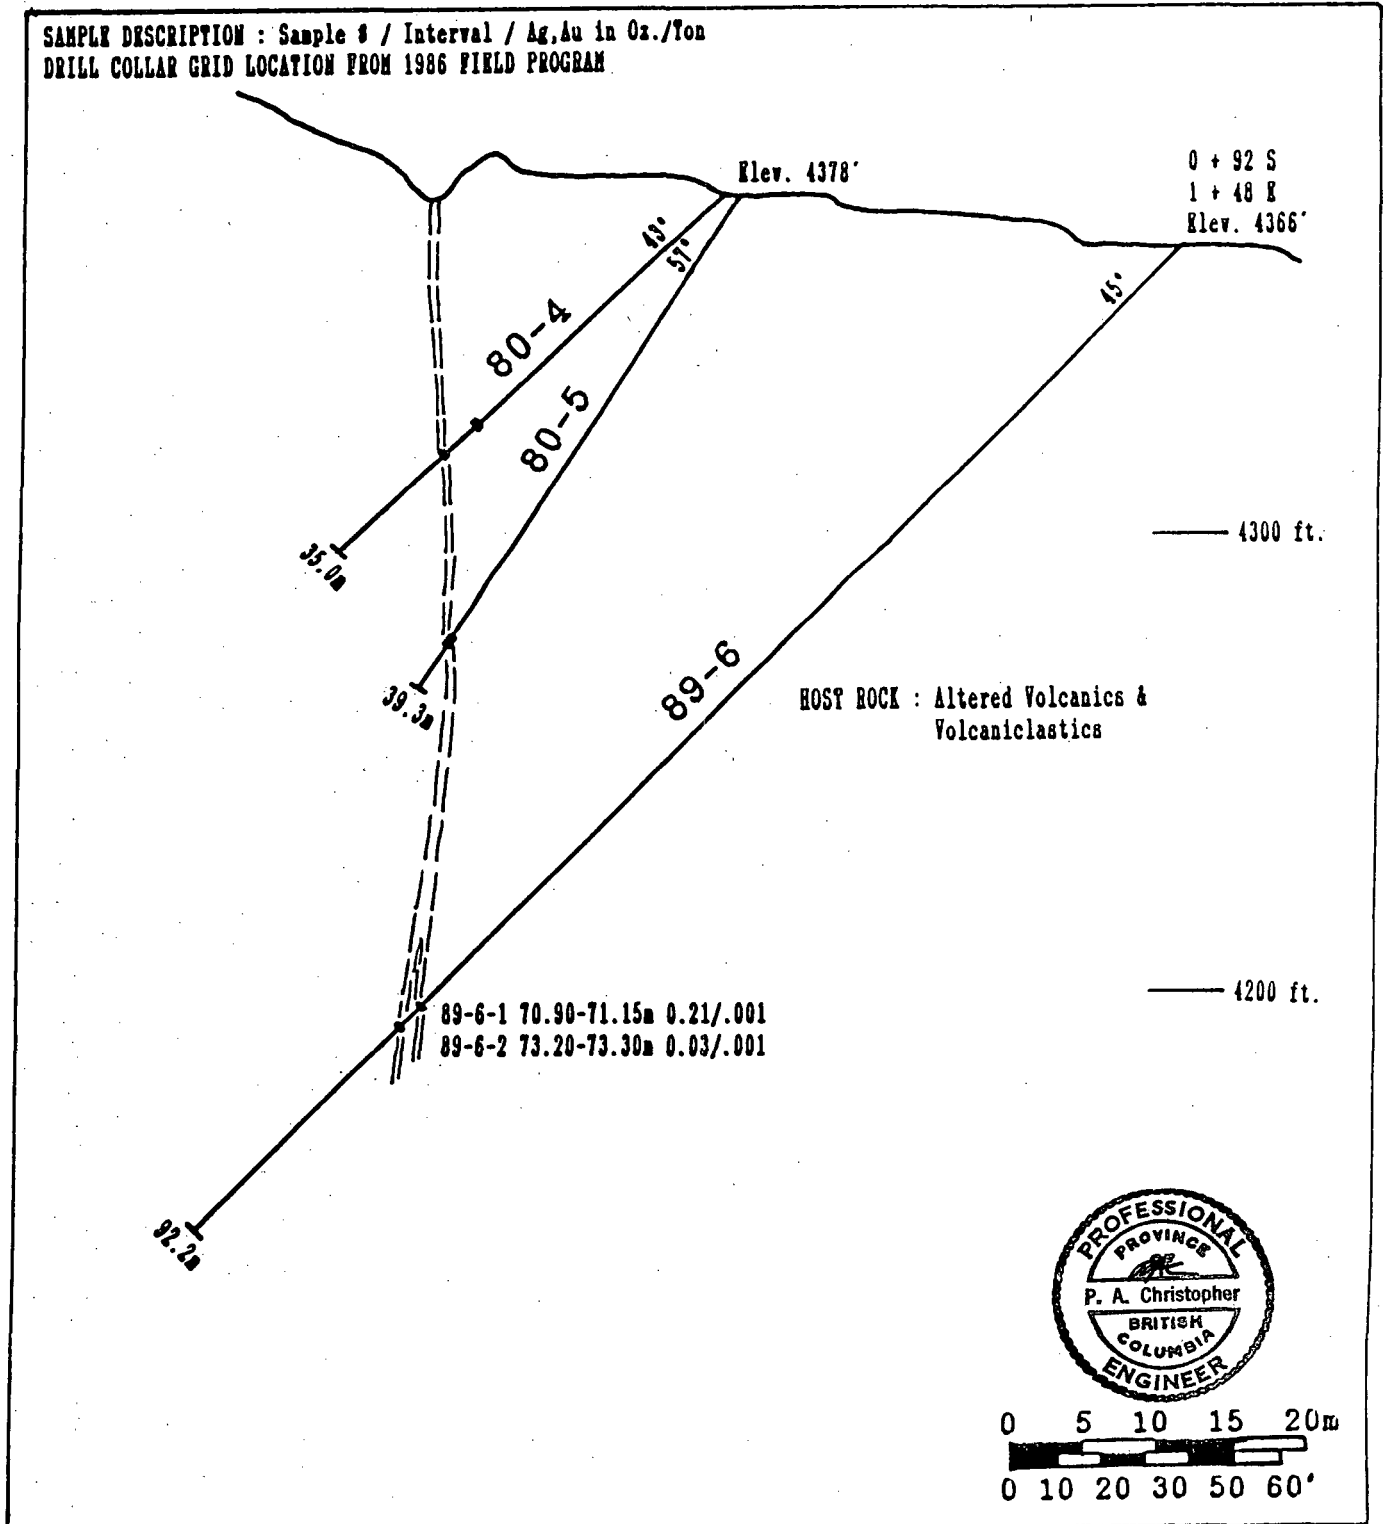 SAMPLE DESCRIPTION : Sample # / Interval / Ag,Au in Oz./Ton
DRILL COLLAR GRID LOCATION FROM 1986 FIELD PROGRAM
Elev. 4378'
0 + 92 S
1 + 48 E
Elev. 4366'
43°
57°
45°
80-4
80-5
35.0m
4300 ft.
39.3m
89-6
HOST ROCK : Altered Volcanics &
Volcaniclastics
4200 ft.
89-6-1 70.90-71.15m 0.21/.001
89-6-2 73.20-73.30m 0.03/.001
92.2m
PROFESSIONAL
PROVINCE
P. A. Christopher
BRITISH
COLUMBIA
ENGINEER
0 5 10 15 20m
0 10 20 30 50 60'